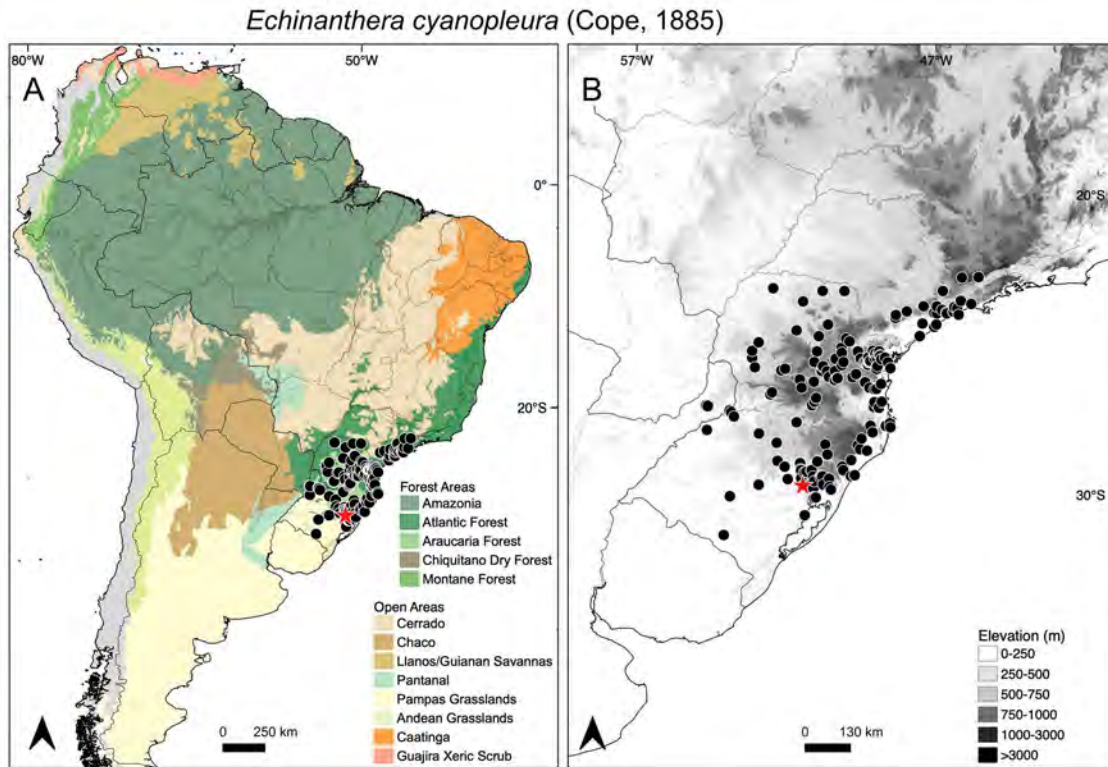 Echinanthera cyanopleura (Cope, 1885)
A
80°W
50°W
0°
20°S
Forest Areas
Amazonia
Atlantic Forest
Araucaria Forest
Chiquitano Dry Forest
Montane Forest
Open Areas
Cerrado
Chaco
Llanos/Guianan Savannas
Pantanal
Pampas Grasslands
Andean Grasslands
Caatinga
Guajira Xeric Scrub
0 250 km
B
57°W
47°W
20°S
30°S
Elevation (m)
0-250
250-500
500-750
750-1000
1000-3000
>3000
0 130 km